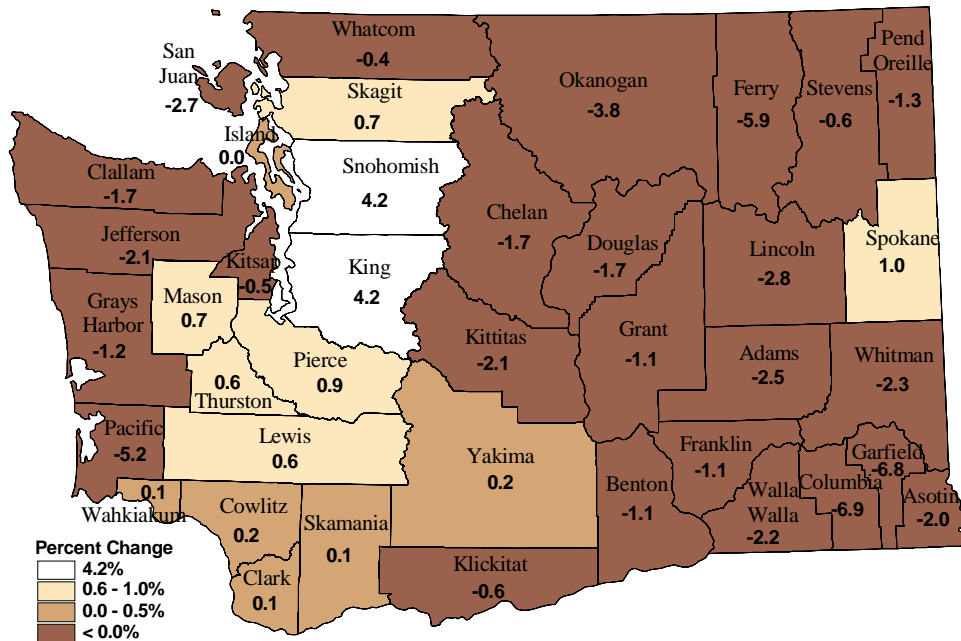 Whatcom
-0.4
San
Juan
-2.7
Skagit
0.7
Island
0.0
Okanogan
-3.8
Ferry
-5.9
Stevens
-0.6
Pend
Oreille
-1.3
Clallam
-1.7
Snohomish
4.2
Chelan
-1.7
Jefferson
-2.1
Kitsap
-0.5
King
4.2
Douglas
-1.7
Lincoln
-2.8
Spokane
1.0
Grays
Harbor
-1.2
Mason
0.7
Kittitas
-2.1
Grant
-1.1
Adams
-2.5
Whitman
-2.3
Pierce
0.9
0.6
Thurston
Pacific
-5.2
Lewis
0.6
Yakima
0.2
Franklin
-1.1
Garfield
-6.8
0.1
Wahkiakum
Cowlitz
0.2
Skamania
0.1
Benton
-1.1
Walla
Walla
-2.2
Columbia
-6.9
Asotin
-2.0
Clark
0.1
Klickitat
-0.6
Percent Change
4.2%
0.6 - 1.0%
0.0 - 0.5%
< 0.0%